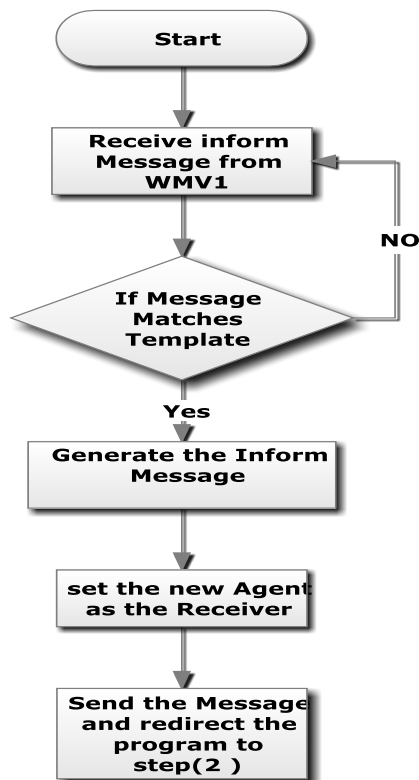 Start
Receive inform
Message from
WMV1
NO
If Message
Matches
Template
Yes
Generate the Inform
Message
set the new Agent
as the Receiver
Send the Message
and redirect the
program to
step(2 )